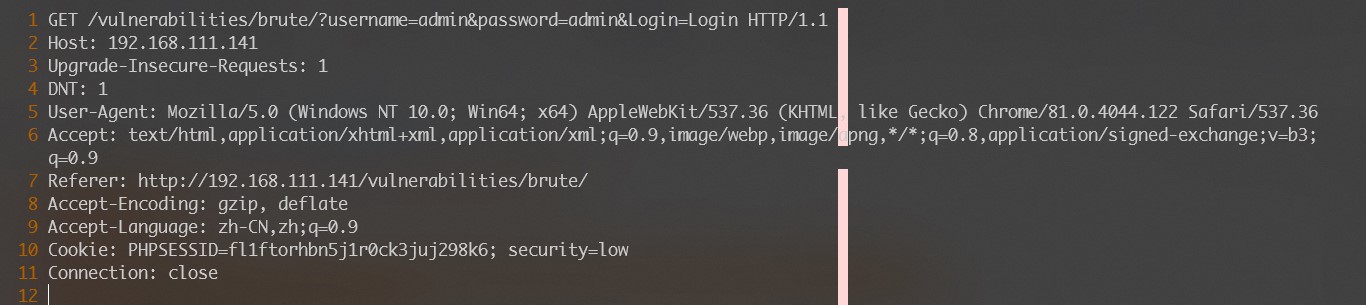 1 GET /vulnerabilities/brute/?username=admin&password=admin&Login=Login HTTP/1.1
2 Host: 192.168.111.141
3 Upgrade-Insecure-Requests: 1
4 DNT: 1
5 User-Agent: Mozilla/5.0 (Windows NT 10.0; Win64; x64) AppleWebKit/537.36 (KHTML, like Gecko) Chrome/81.0.4044.122 Safari/537.36
6 Accept: text/html,application/xhtml+xml,application/xml;q=0.9,image/webp,image/apng,*/*;q=0.8,application/signed-exchange;v=b3;
q=0.9
7 Referer: http://192.168.111.141/vulnerabilities/brute/
8 Accept-Encoding: gzip, deflate
9 Accept-Language: zh-CN,zh;q=0.9
10 Cookie: PHPSESSID=fl1ftorhbn5j1r0ck3juj298k6; security=low
11 Connection: close
12